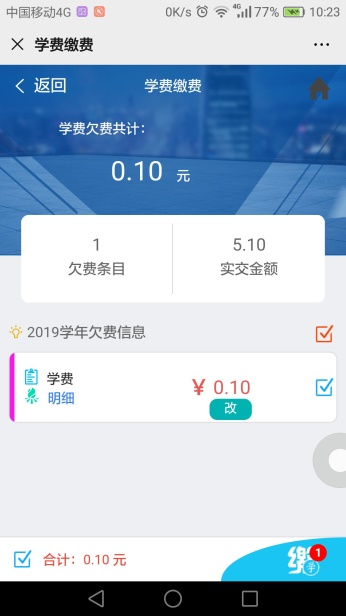 中国移动4G 0K/s 4G 77% 10:23
学费缴费
返回 学费缴费
学费欠费共计：
0.10 元
1 5.10
欠费条目 实交金额
2019学年欠费信息
学费 ¥ 0.10
明细 改
合计：0.10 元 缴 1
学